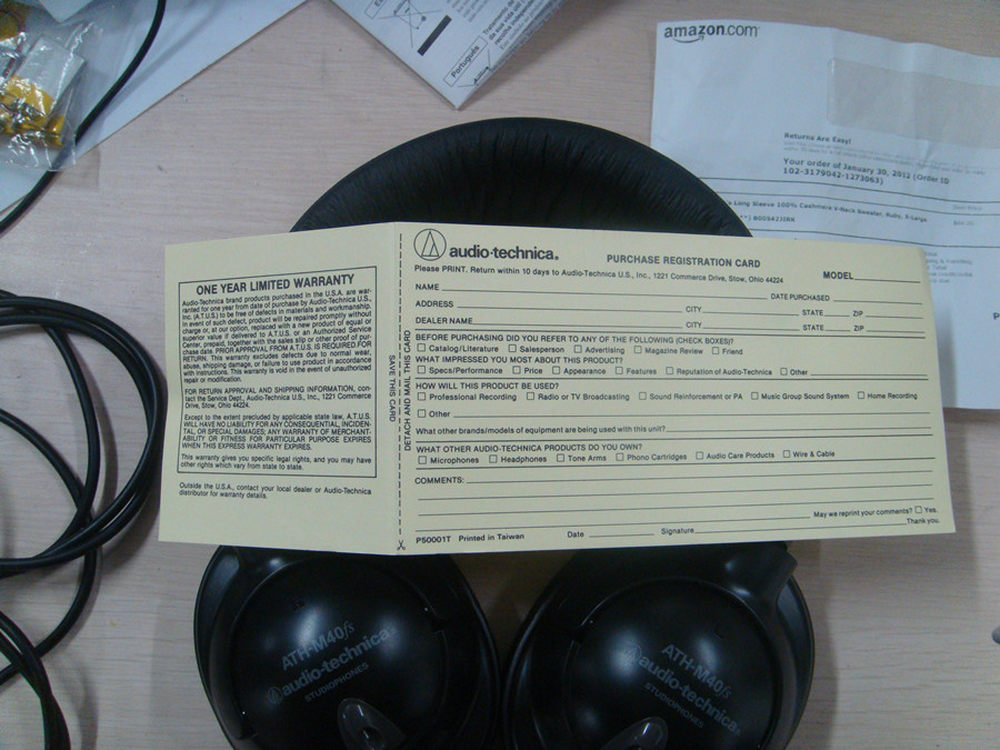 Português
Tratamento
amazon.com
Returns Are Easy!
Your order of January 30, 2012 (Order ID
102-3179042-1273063)
Long Sleeve 100% Cashmere V-Neck Sweater, Ruby, X-Large
ONE YEAR LIMITED WARRANTY
Audio-Technica brand products purchased in the U.S.A. are war-
ranted for one year from date of purchase by Audio-Technica U.S.,
Inc. (A.T.U.S.) to be free of defects in materials and workmanship.
In event of such defect, product will be repaired promptly without
charge or, at our option, replaced with a new product of equal or
superior value if delivered to A.T.U.S. or an Authorized Service
Center, prepaid, together with the sales slip or other proof of pur-
chase date. PRIOR APPROVAL FROM A.T.U.S. IS REQUIRED FOR
RETURN. This warranty excludes defects due to normal wear,
abuse, shipping damage, or failure to use product in accordance
with instructions. This warranty is void in the event of unauthorized
repair or modification.
FOR RETURN APPROVAL AND SHIPPING INFORMATION, con-
tact the Service Dept., Audio-Technica U.S., Inc., 1221 Commerce
Drive, Stow, Ohio 44224.
Except to the extent precluded by applicable state law, A.T.U.S.
WILL HAVE NO LIABILITY FOR ANY CONSEQUENTIAL, INCIDEN-
TAL, OR SPECIAL DAMAGES; ANY WARRANTY OF MERCHANT-
ABILITY OR FITNESS FOR PARTICULAR PURPOSE EXPIRES
WHEN THIS EXPRESS WARRANTY EXPIRES.
This warranty gives you specific legal rights, and you may have
other rights which vary from state to state.
Outside the U.S.A., contact your local dealer or Audio-Technica
distributor for warranty details.
SAVE THIS CARD
DETACH AND MAIL THIS CARD
audio-technica®
PURCHASE REGISTRATION CARD
Please PRINT. Return within 10 days to Audio-Technica U.S., Inc., 1221 Commerce Drive, Stow, Ohio 44224
MODEL
NAME DATE PURCHASED
ADDRESS CITY STATE ZIP
DEALER NAME CITY STATE ZIP
BEFORE PURCHASING DID YOU REFER TO ANY OF THE FOLLOWING (CHECK BOXES)?
☐ Catalog/Literature ☐ Salesperson ☐ Advertising ☐ Magazine Review ☐ Friend
WHAT IMPRESSED YOU MOST ABOUT THIS PRODUCT?
☐ Specs/Performance ☐ Price ☐ Appearance ☐ Features ☐ Reputation of Audio-Technica ☐ Other
HOW WILL THIS PRODUCT BE USED?
☐ Professional Recording ☐ Radio or TV Broadcasting ☐ Sound Reinforcement or PA ☐ Music Group Sound System ☐ Home Recording
☐ Other
What other brands/models of equipment are being used with this unit?
WHAT OTHER AUDIO-TECHNICA PRODUCTS DO YOU OWN?
☐ Microphones ☐ Headphones ☐ Tone Arms ☐ Phono Cartridges ☐ Audio Care Products ☐ Wire & Cable
COMMENTS:
May we reprint your comments? ☐ Yes.
Thank you.
P50001T Printed in Taiwan Date Signature
ATH-M40fs
audio-technica
STUDIOPHONES
ATH-M40fs
audio-technica
STUDIOPHONES